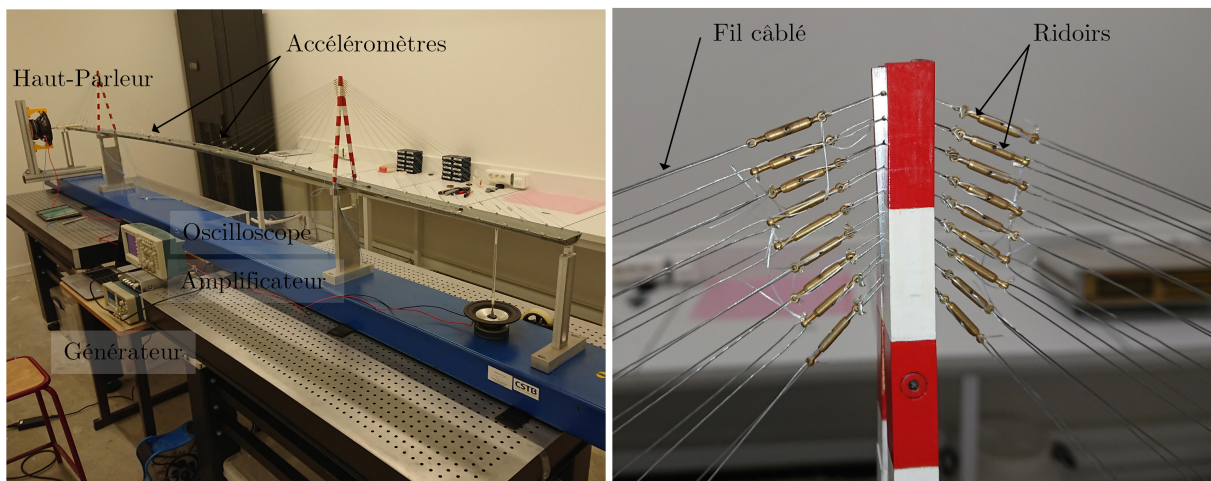 Accéléromètres
Haut-Parleur
Oscilloscope
Amplificateur
Générateur
CSTB
Fil câblé
Ridoirs